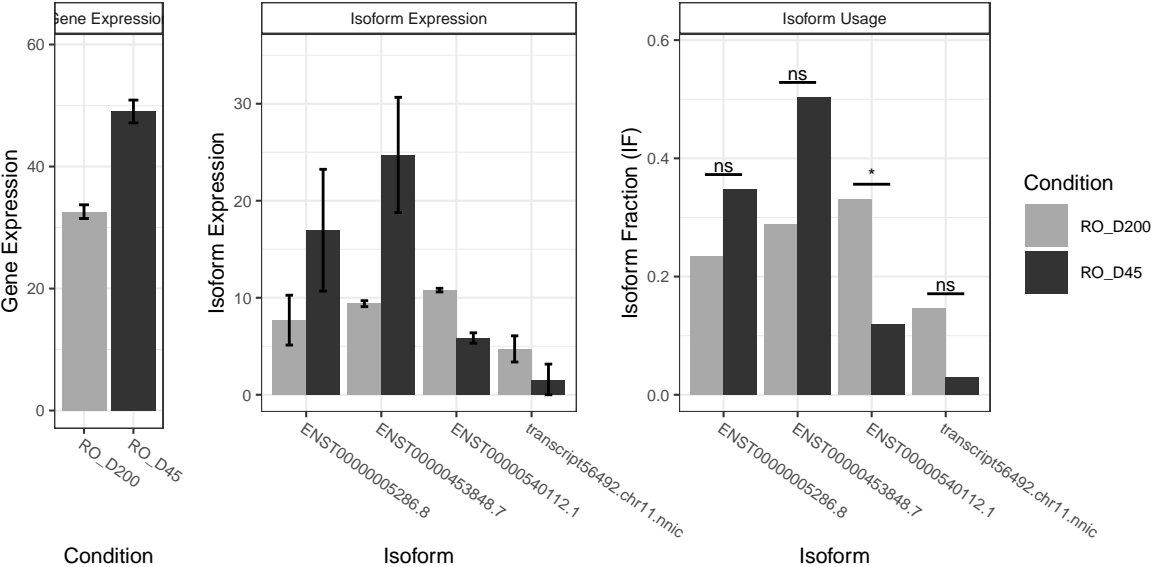 Gene Expression
Isoform Expression
Isoform Usage
Gene Expression
60
40
20
0
RO_D200
RO_D45
Condition
Isoform Expression
30
20
10
0
ENST00000005286.8
ENST00000453848.7
ENST00000540112.1
transcript56492.chr11.nnic
Isoform
Isoform Fraction (IF)
0.6
0.4
0.2
0.0
ns
ns
*
ns
ENST00000005286.8
ENST00000453848.7
ENST00000540112.1
transcript56492.chr11.nnic
Isoform
Condition
RO_D200
RO_D45